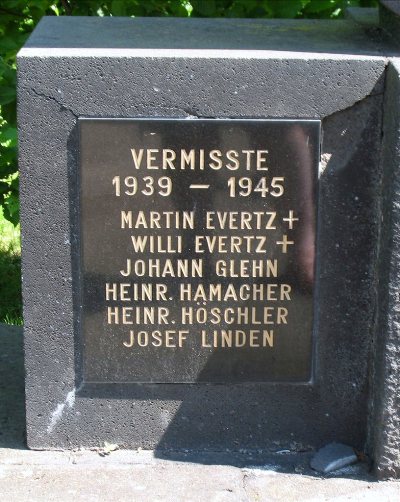 VERMISSTE
1939 – 1945
MARTIN EVERTZ +
WILLI EVERTZ +
JOHANN GLEHN
HEINR. HAMACHER
HEINR. HÖSCHLER
JOSEF LINDEN